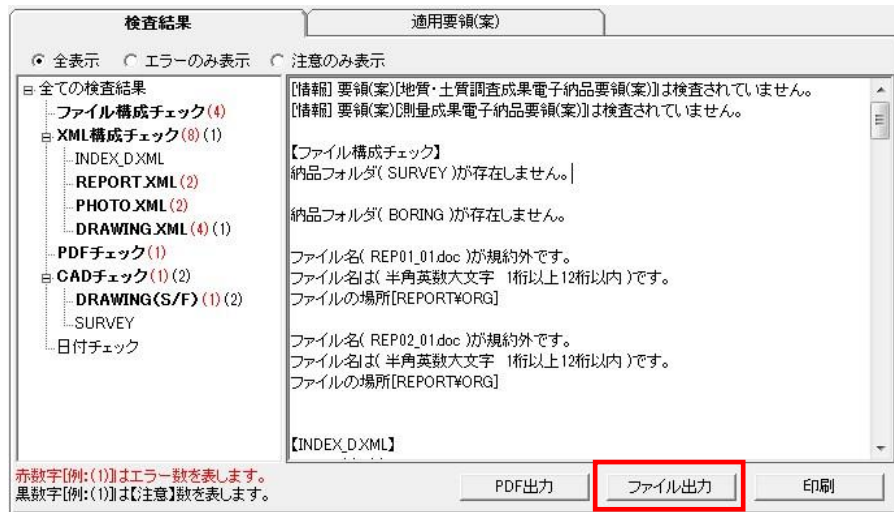 検査結果
適用要領(案)
全表示 エラーのみ表示 注意のみ表示
全ての検査結果
ファイル構成チェック(4)
XML構成チェック(8)(1)
INDEX_D.XML
REPORT.XML(2)
PHOTO.XML(2)
DRAWING.XML(4)(1)
PDFチェック(1)
CADチェック(1)(2)
DRAWING(S/F)(1)(2)
SURVEY
日付チェック
[情報] 要領(案)[地質・土質調査成果電子納品要領(案)]は検査されていません。
[情報] 要領(案)[測量成果電子納品要領(案)]は検査されていません。
【ファイル構成チェック】
納品フォルダ( SURVEY )が存在しません。
納品フォルダ( BORING )が存在しません。
ファイル名( REP01_01.doc )が規約外です。
ファイル名は( 半角英数大文字 1桁以上12桁以内 )です。
ファイルの場所[REPORT¥ORG]
ファイル名( REP02_01.doc )が規約外です。
ファイル名は( 半角英数大文字 1桁以上12桁以内 )です。
ファイルの場所[REPORT¥ORG]
【INDEX_D.XML】
赤数字[例:(1)]はエラー数を表します。
黒数字[例:(1)]は【注意】数を表します。
PDF出力
ファイル出力
印刷